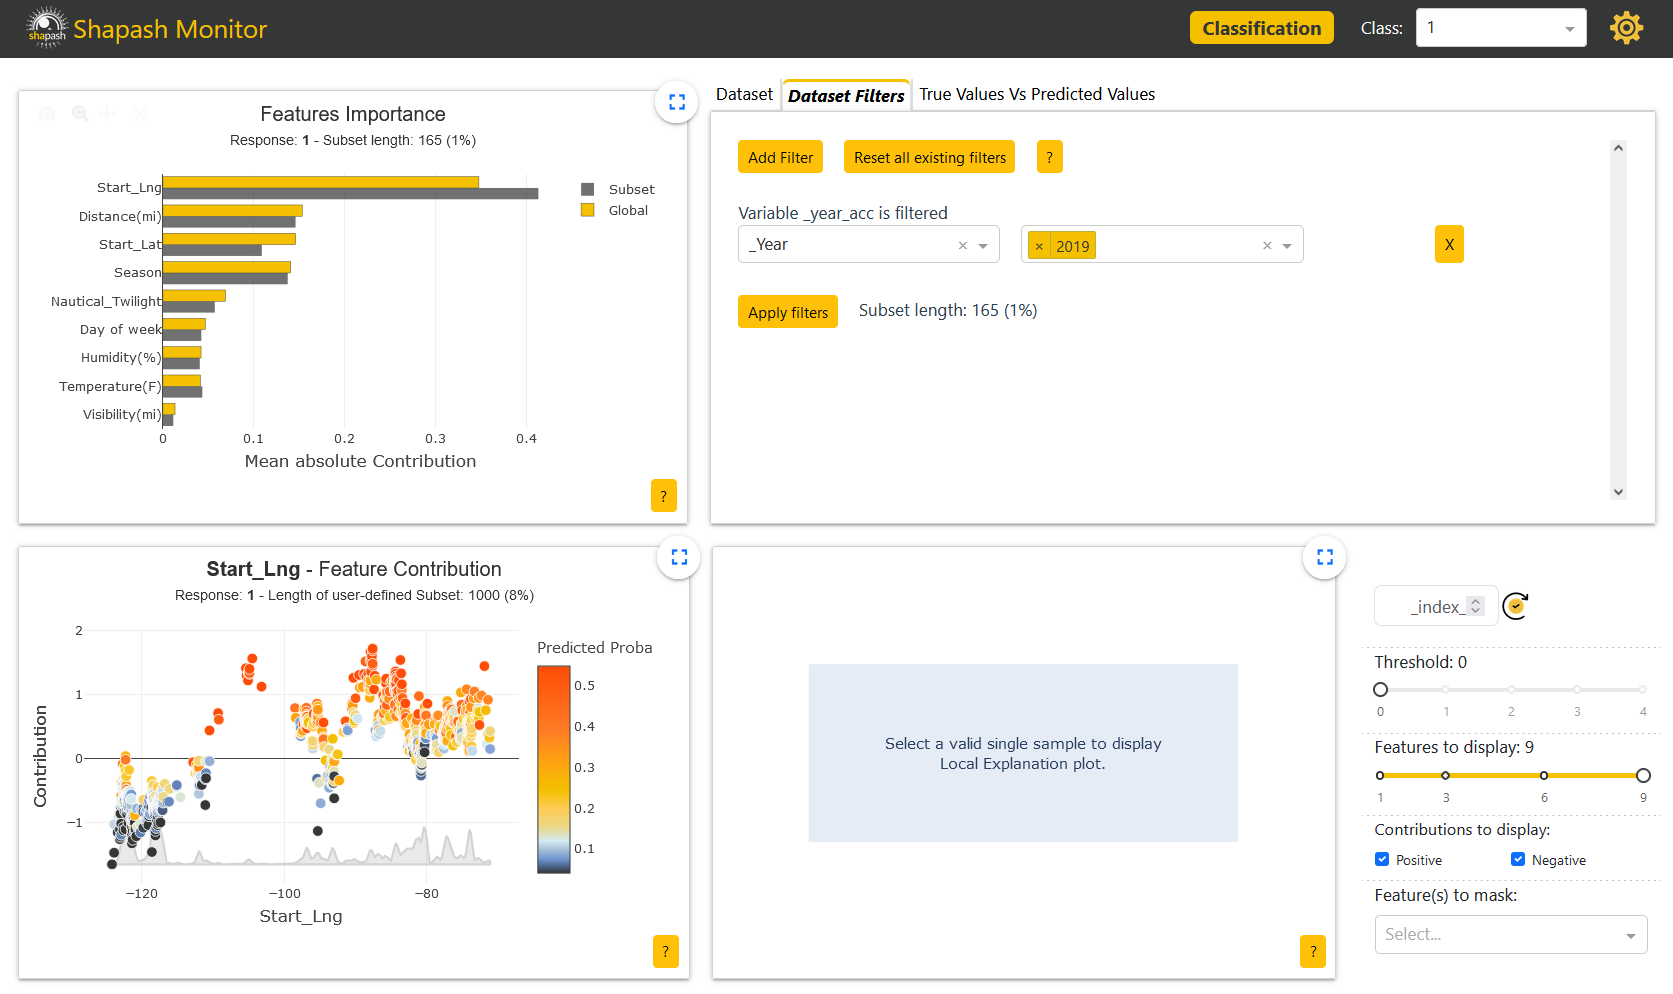 shapash
Shapash Monitor
Classification
Class:
1
Features Importance
Response: 1 - Subset length: 165 (1%)
Start_Lng
Distance(mi)
Start_Lat
Season
Nautical_Twilight
Day of week
Humidity(%)
Temperature(F)
Visibility(mi)
0 0.1 0.2 0.3 0.4
Mean absolute Contribution
Subset
Global
?
Dataset
Dataset Filters
True Values Vs Predicted Values
Add Filter
Reset all existing filters
?
Variable _year_acc is filtered
_Year × × 2019 ×
X
Apply filters
Subset length: 165 (1%)
Start_Lng - Feature Contribution
Response: 1 - Length of user-defined Subset: 1000 (8%)
Contribution
2
1
0
−1
−120 −100 −80
Start_Lng
Predicted Proba
0.5
0.4
0.3
0.2
0.1
?
Select a valid single sample to display
Local Explanation plot.
?
_index_
Threshold: 0
0 1 2 3 4
Features to display: 9
1 3 6 9
Contributions to display:
Positive Negative
Feature(s) to mask:
Select...